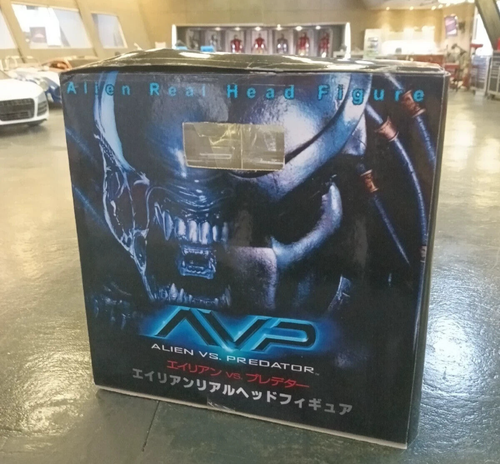 Alien Real Head Figure
AVP
ALIEN VS. PREDATOR™
エイリアン VS. プレデター
エイリアンリアルヘッドフィギュア